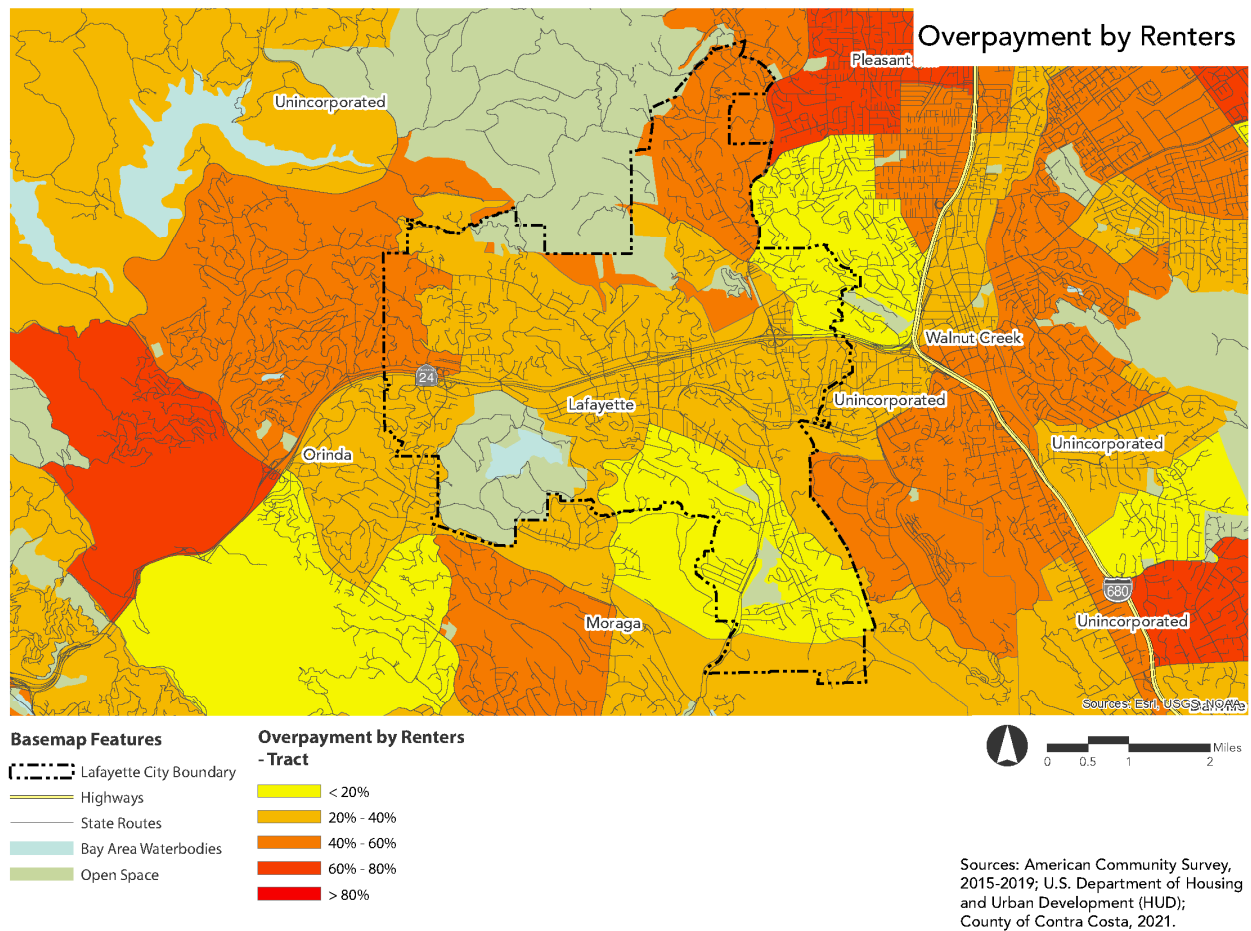 Overpayment by Renters
Pleasant
Unincorporated
Walnut Creek
24
Lafayette
Unincorporated
Unincorporated
Orinda
680
Moraga
Unincorporated
Sources: Esri, USGS, NOAA
Basemap Features
Lafayette City Boundary
Highways
State Routes
Bay Area Waterbodies
Open Space
Overpayment by Renters
- Tract
< 20%
20% - 40%
40% - 60%
60% - 80%
> 80%
Miles
0 0.5 1 2
Sources: American Community Survey,
2015-2019; U.S. Department of Housing
and Urban Development (HUD);
County of Contra Costa, 2021.